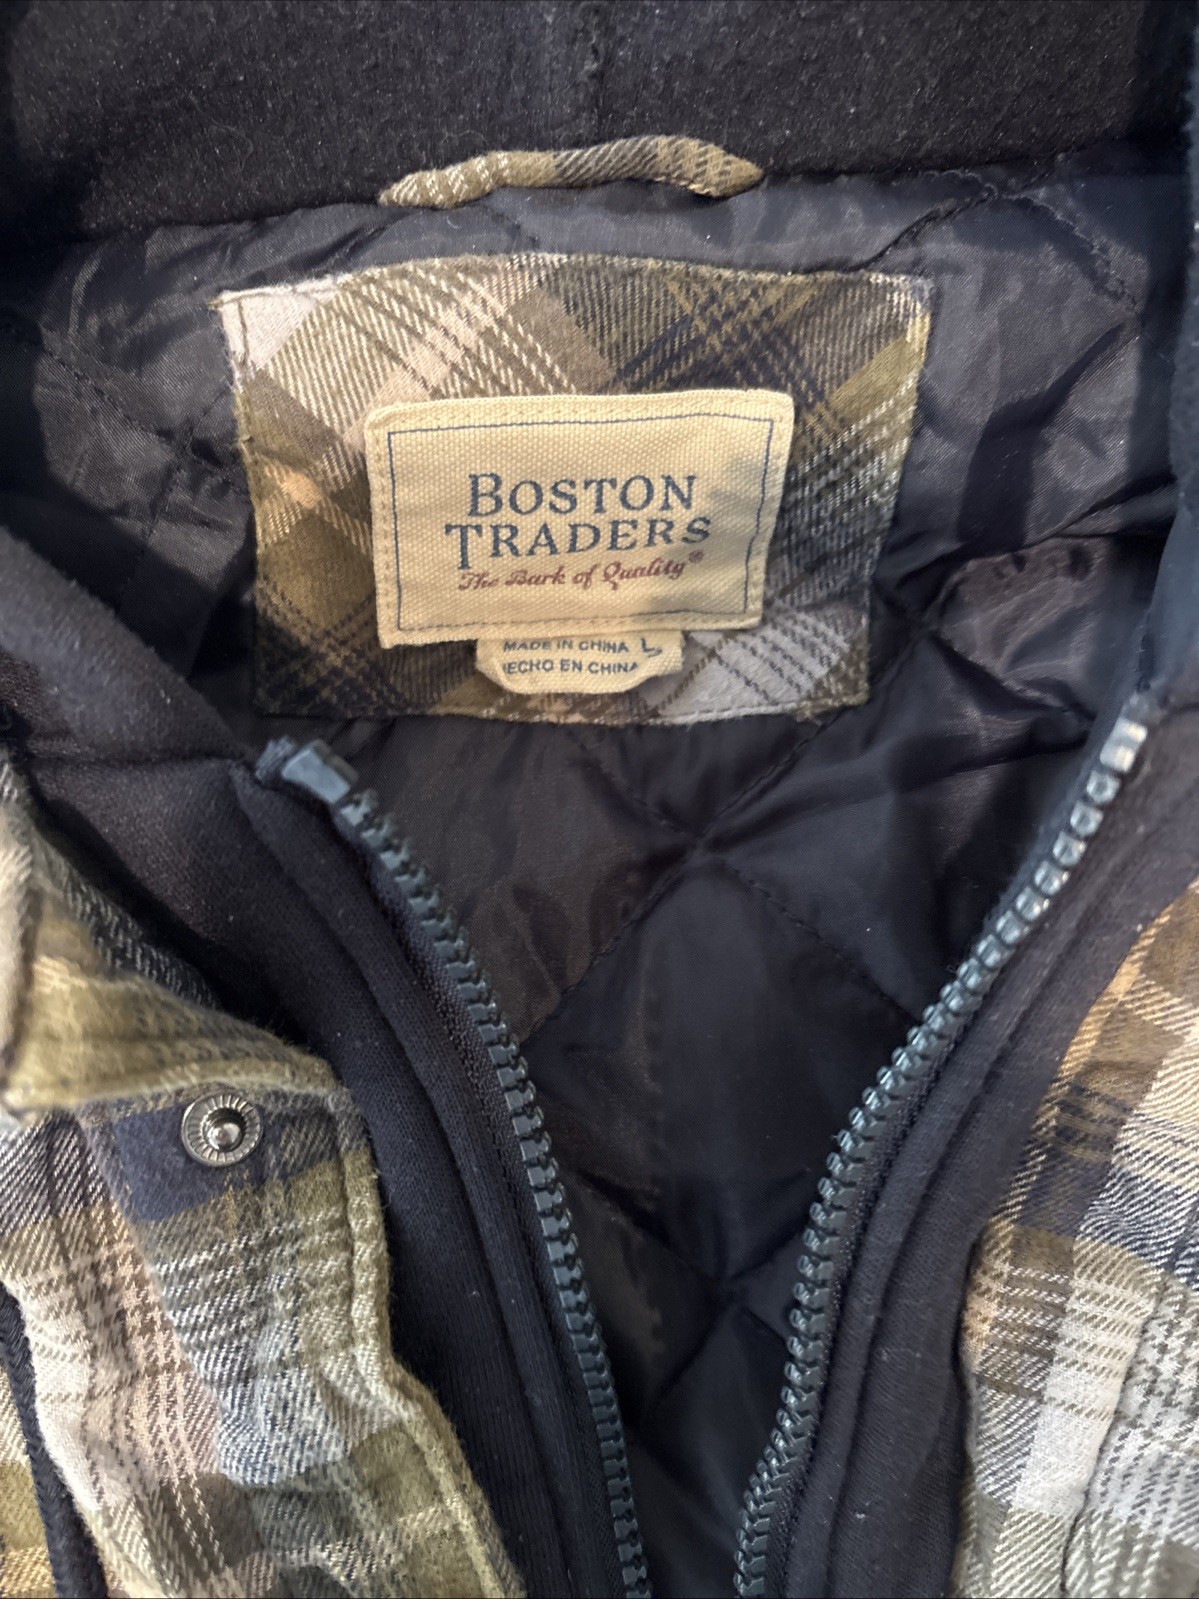 BOSTON
TRADERS
The Bark of Quality®
MADE IN CHINA L
HECHO EN CHINA